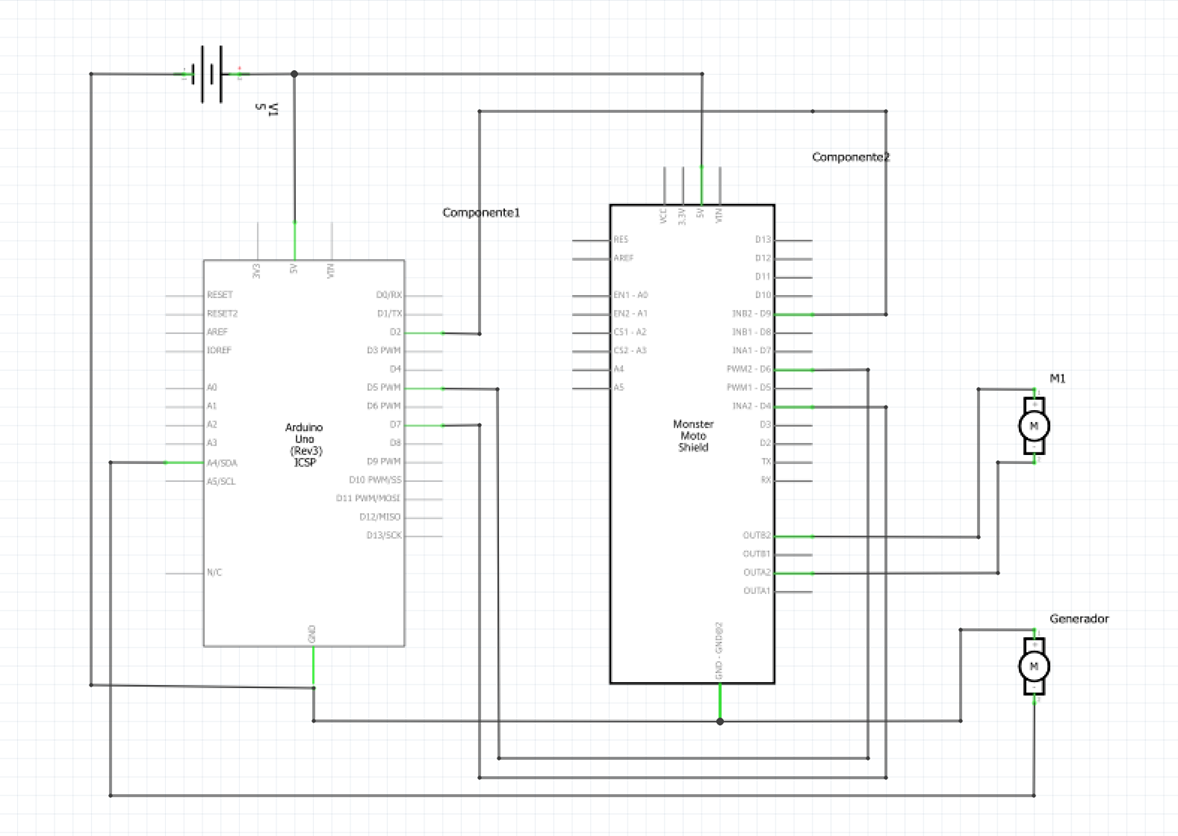 V1
5
Componente1
Componente2
3V3
5V
VIN
RESET
RESET2
AREF
IOREF
A0
A1
A2
A3
A4/SDA
A5/SCL
N/C
D0/RX
D1/TX
D2
D3 PWM
D4
D5 PWM
D6 PWM
D7
D8
D9 PWM
D10 PWM/SS
D11 PWM/MOSI
D12/MISO
D13/SCK
Arduino
Uno
(Rev3)
ICSP
GND
VCC
3.3V
5V
VIN
RES
AREF
EN1 - A0
EN2 - A1
CS1 - A2
CS2 - A3
A4
A5
D13
D12
D11
D10
INB2 - D9
INB1 - D8
INA1 - D7
PWM2 - D6
PWM1 - D5
INA2 - D4
D3
D2
TX
RX
OUTB2
OUTB1
OUTA2
OUTA1
Monster
Moto
Shield
GND - GND@2
M1
M
Generador
M